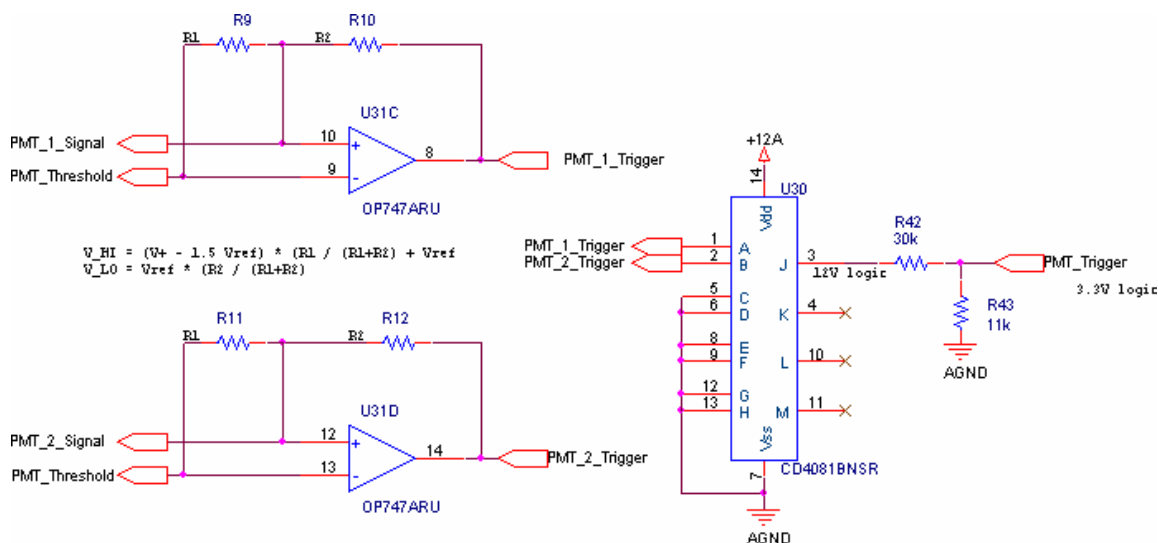 R9
R10
R1
R2
U31C
PMT_1_Signal
10
+
8
PMT_1_Trigger
PMT_Threshold
9
-
OP747ARU
V_HI = (V+ - 1.5 Vref) * (R1 / (R1+R2) + Vref
V_LO = Vref * (R2 / (R1+R2))
R11
R12
R1
R2
U31D
PMT_2_Signal
12
+
14
PMT_2_Trigger
PMT_Threshold
13
-
OP747ARU
+12A
14
U30
Vdd
R42
30k
PMT_1_Trigger
1
A
PMT_2_Trigger
2
B
J
3
12V logic
PMT_Trigger
3.3V logic
5
C
6
D
K
4
R43
11k
AGND
8
E
9
F
L
10
12
G
13
H
M
11
Vss
7
CD4081BNSR
AGND